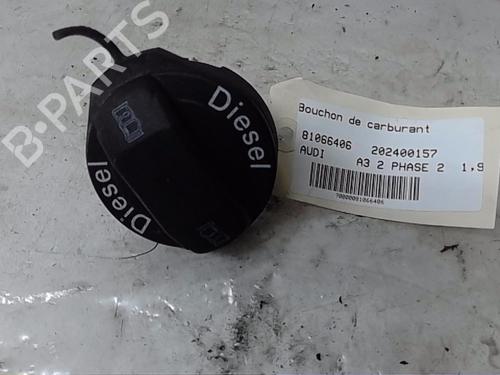 B-PARTS
Diesel
Diesel
Bouchon de carburant
81066406 202400157
AUDI A3 2 PHASE 2 1,9